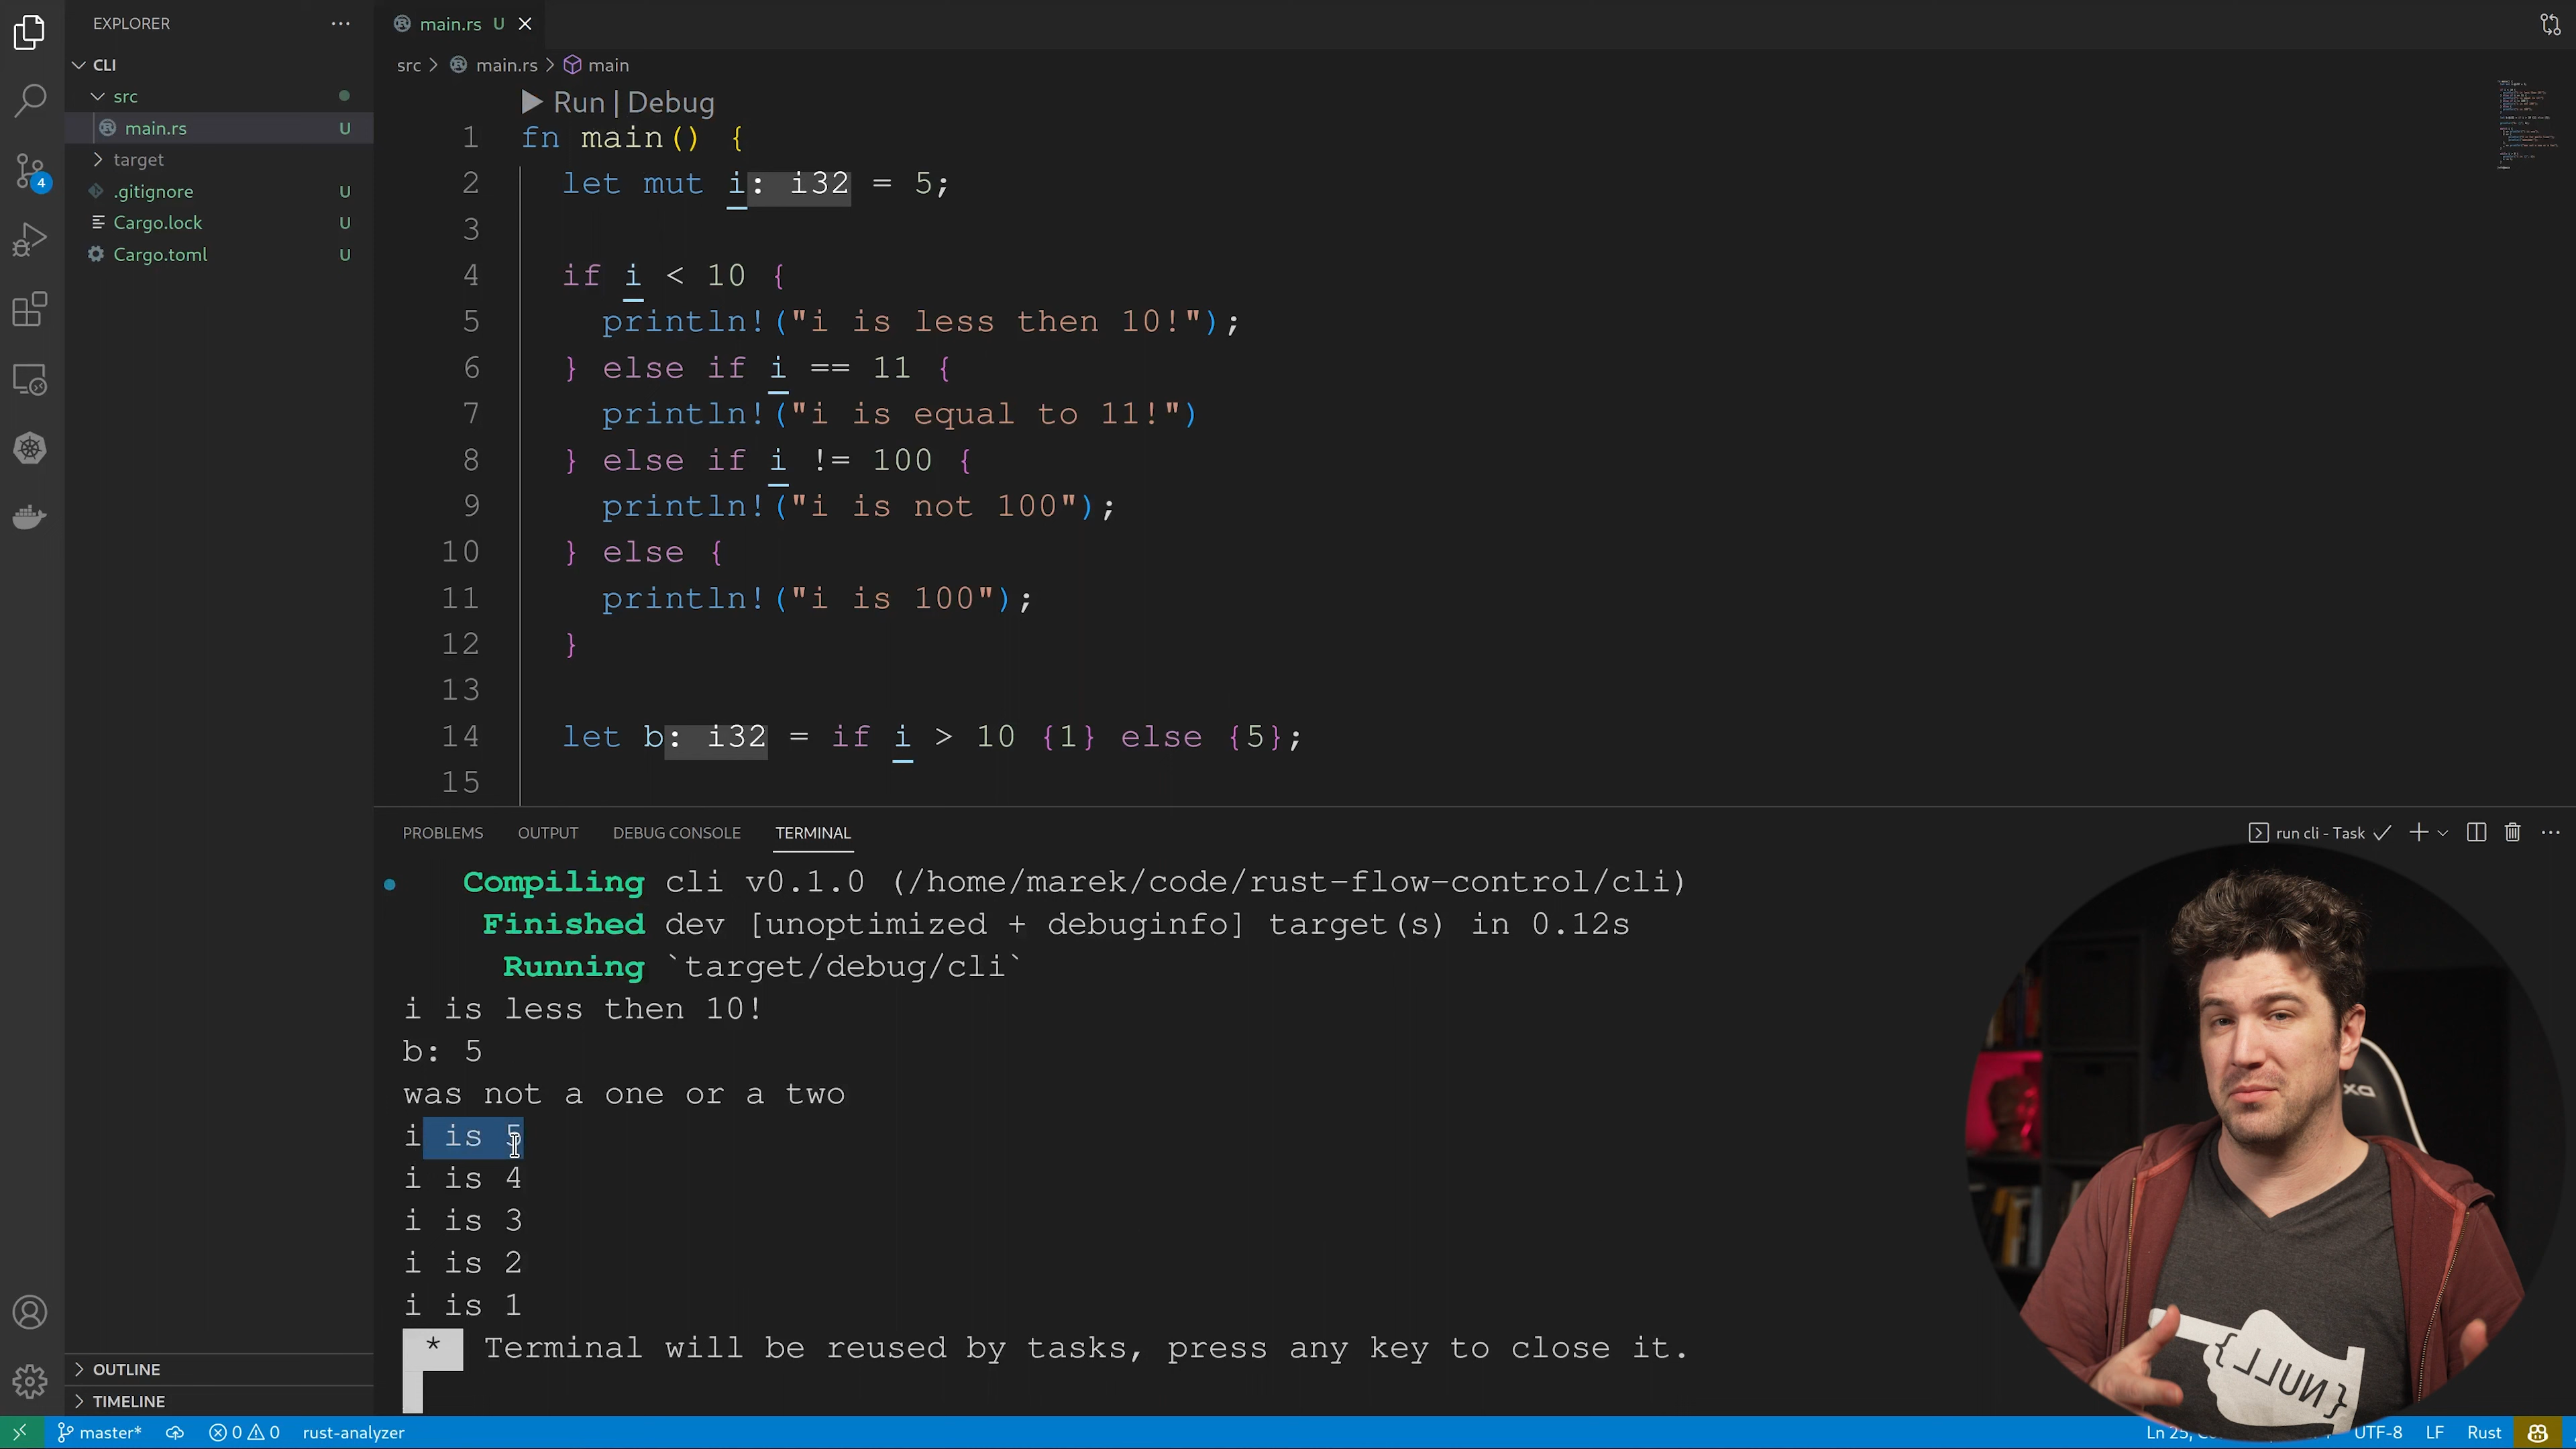 EXPLORER
CLI
src
main.rs U
target
.gitignore U
Cargo.lock U
Cargo.toml U
4
OUTLINE
TIMELINE
main.rs U
src > main.rs > main
Run | Debug
1 fn main() {
2 let mut i: i32 = 5;
3
4 if i < 10 {
5 println!("i is less then 10!");
6 } else if i == 11 {
7 println!("i is equal to 11!")
8 } else if i != 100 {
9 println!("i is not 100");
10 } else {
11 println!("i is 100");
12 }
13
14 let b: i32 = if i > 10 {1} else {5};
15
PROBLEMS OUTPUT DEBUG CONSOLE TERMINAL
run cli - Task
Compiling cli v0.1.0 (/home/marek/code/rust-flow-control/cli)
Finished dev [unoptimized + debuginfo] target(s) in 0.12s
Running `target/debug/cli`
i is less then 10!
b: 5
was not a one or a two
i is 5
i is 4
i is 3
i is 2
i is 1
* Terminal will be reused by tasks, press any key to close it.
{NULL}
master* 0 0 rust-analyzer
Ln 25, UTF-8 LF Rust